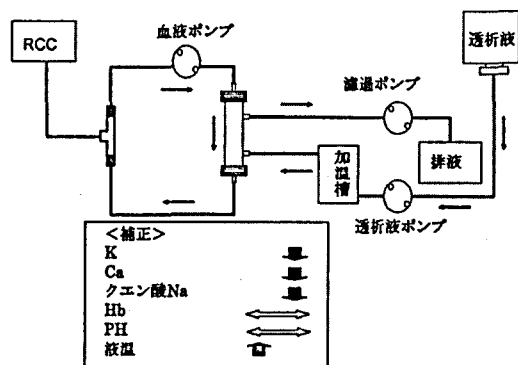 RCC
血液ポンプ
透析液
濾過ポンプ
加温槽
排液
透析液ポンプ
<補正>
K
Ca
クエン酸Na
Hb
PH
液温